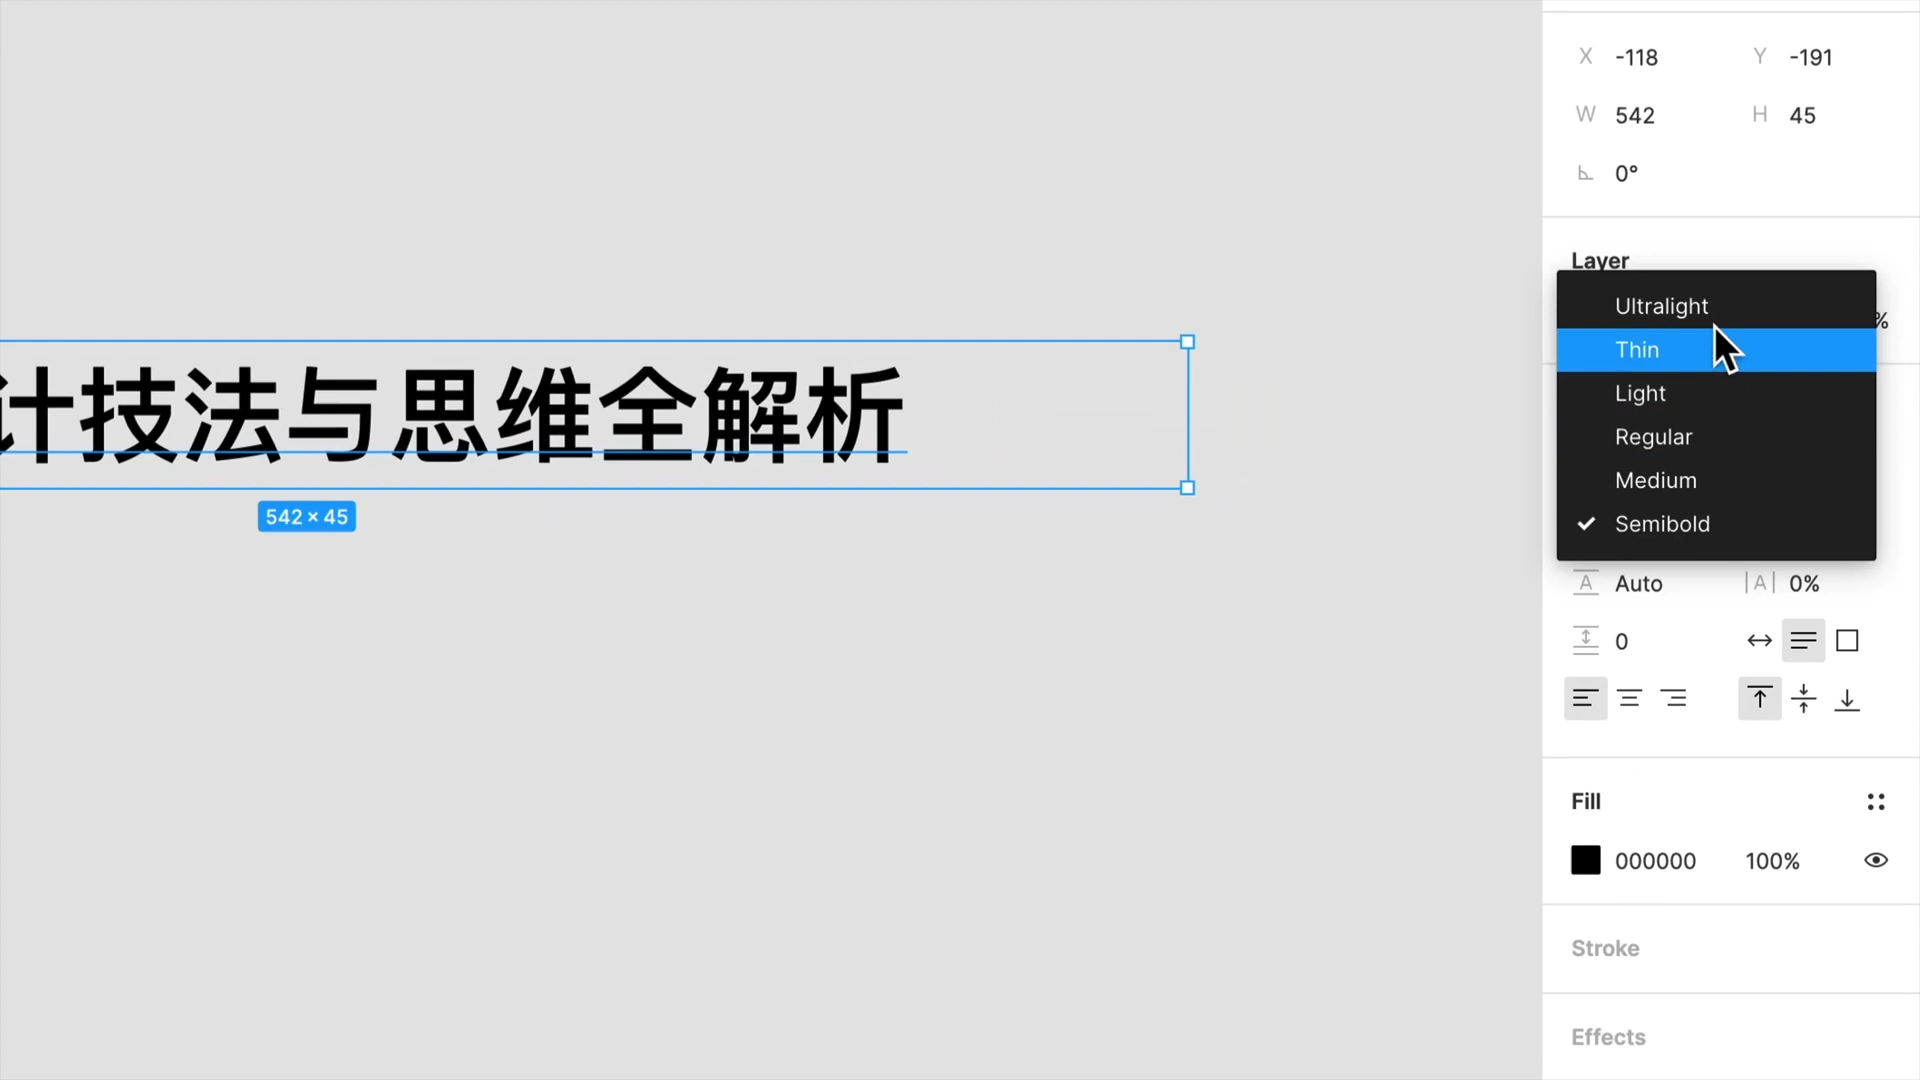 X -118 Y -191
W 542 H 45
0°
Layer
Ultralight
%
Thin
Light
Regular
Medium
Semibold
计技法与思维全解析
542 × 45
A Auto |A| 0%
0
Fill
000000 100%
Stroke
Effects